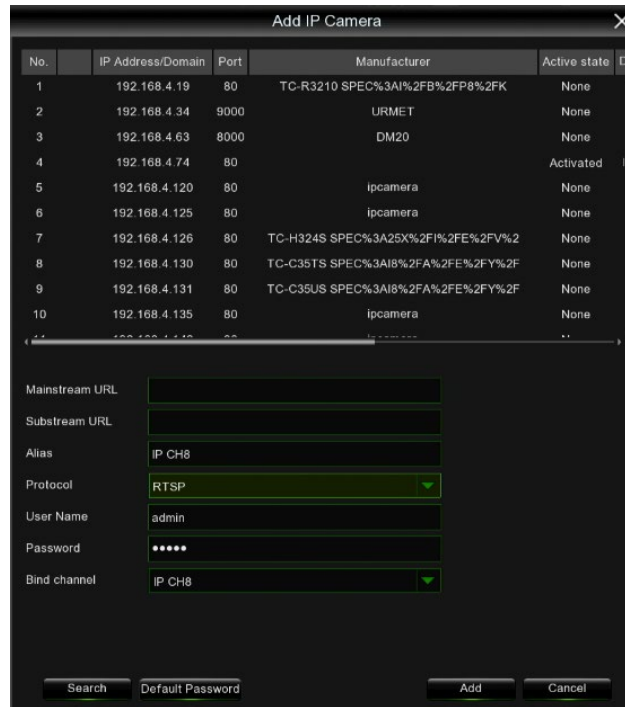 Add IP Camera
No. IP Address/Domain Port Manufacturer Active state
1 192.168.4.19 80 TC-R3210 SPEC%3AI%2FB%2FP8%2FK None
2 192.168.4.34 9000 URMET None
3 192.168.4.63 8000 DM20 None
4 192.168.4.74 80 Activated
5 192.168.4.120 80 ipcamera None
6 192.168.4.125 80 ipcamera None
7 192.168.4.126 80 TC-H324S SPEC%3A25X%2FI%2FE%2FV%2 None
8 192.168.4.130 80 TC-C35TS SPEC%3AI8%2FA%2FE%2FY%2F None
9 192.168.4.131 80 TC-C35US SPEC%3AI8%2FA%2FE%2FY%2F None
10 192.168.4.135 80 ipcamera None
Mainstream URL
Substream URL
Alias IP CH8
Protocol RTSP
User Name admin
Password •••••
Bind channel IP CH8
Search Default Password Add Cancel